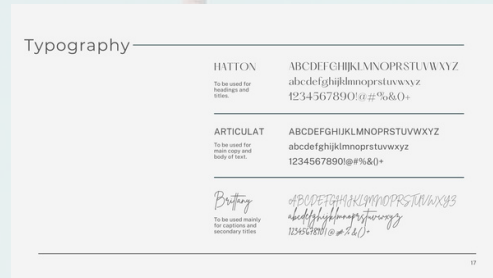 Typography
HATTON
To be used for
headings and
titles.
ABCDEFGHIJKLMNOPRSTUVWXYZ
abcdefghijklmnoprstuvwxyz
1234567890!@#%&()+
ARTICULAT
To be used for
main copy and
body of text.
ABCDEFGHIJKLMNOPRSTUVWXYZ
abcdefghijklmnoprstuvwxyz
1234567890!@#%&()+
Brittany
To be used mainly
for captions and
secondary titles
ABCDEFGHIJKLMNOPRSTUVWXYZ
abcdefghijklmnoprstuvwxyz
1234567890!@#%&()+
17